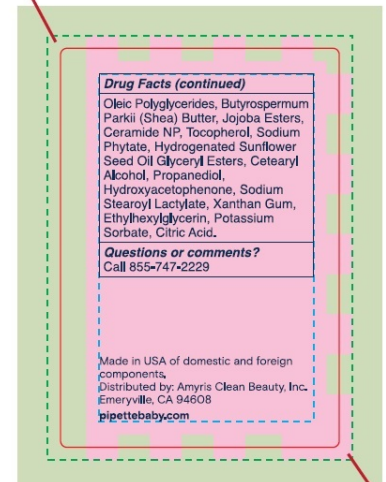 Drug Facts (continued)
Oleic Polyglycerides, Butyrospermum
Parkii (Shea) Butter, Jojoba Esters,
Ceramide NP, Tocopherol, Sodium
Phytate, Hydrogenated Sunflower
Seed Oil Glyceryl Esters, Cetearyl
Alcohol, Propanediol,
Hydroxyacetophenone, Sodium
Stearoyl Lactylate, Xanthan Gum,
Ethylhexylglycerin, Potassium
Sorbate, Citric Acid.
Questions or comments?
Call 855-747-2229
Made in USA of domestic and foreign
components.
Distributed by: Amyris Clean Beauty, Inc.
Emeryville, CA 94608
pipettebaby.com